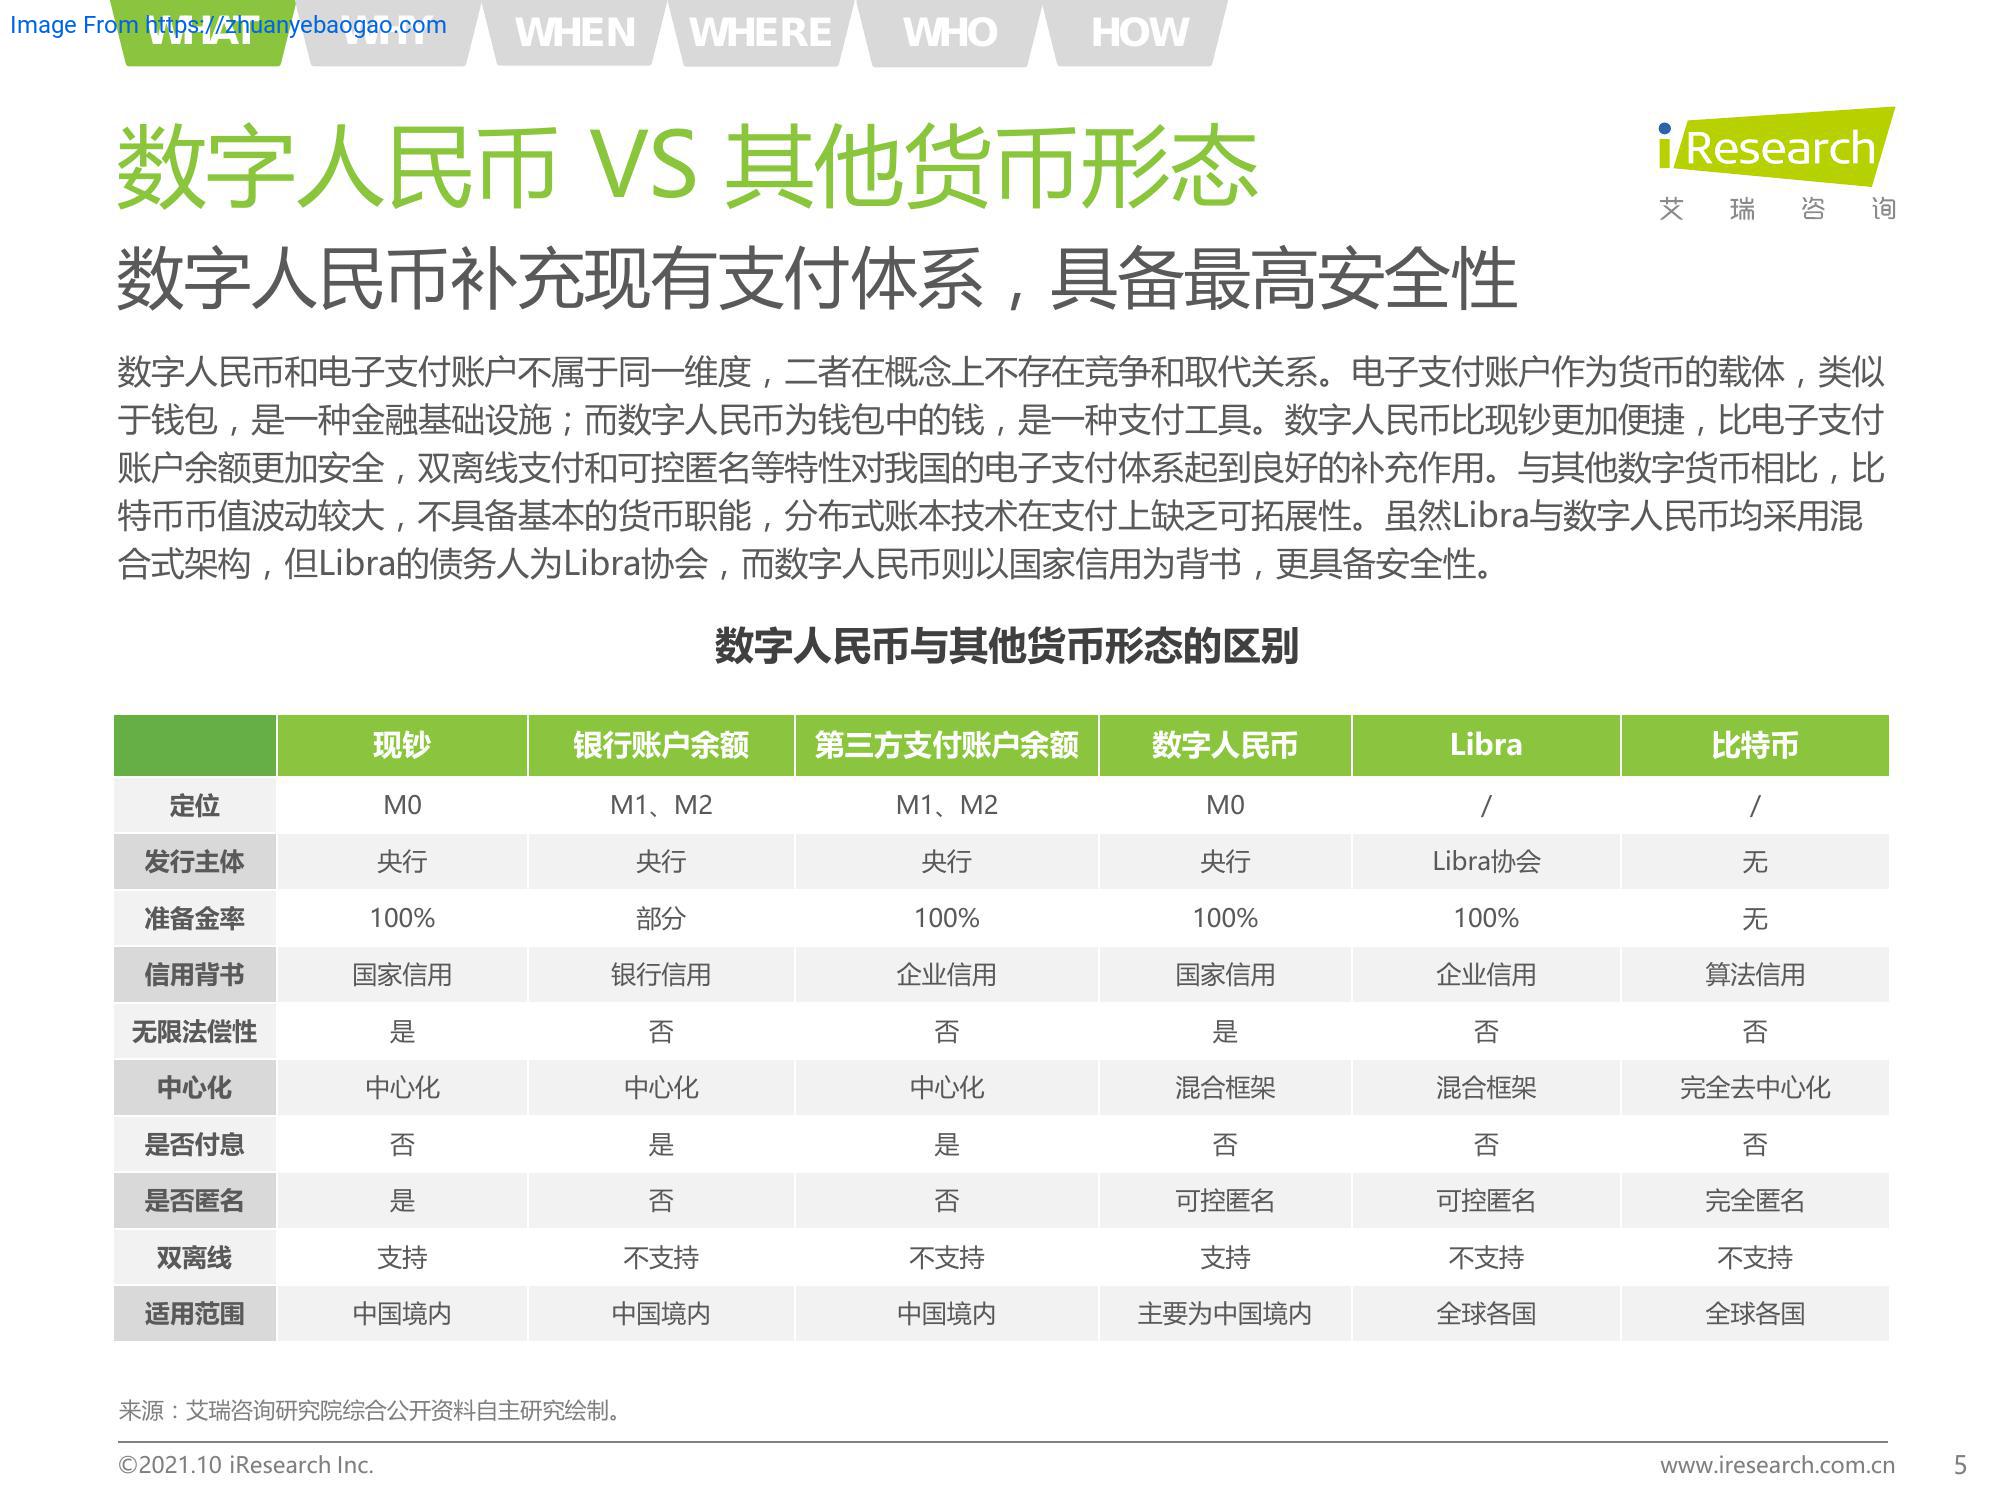 Image From https://zhuanyebaogao.com
WHAT WHY WHEN WHERE WHO HOW
数字人民币 VS 其他货币形态
iResearch
艾瑞咨询
数字人民币补充现有支付体系，具备最高安全性
数字人民币和电子支付账户不属于同一维度，二者在概念上不存在竞争和取代关系。电子支付账户作为货币的载体，类似
于钱包，是一种金融基础设施；而数字人民币为钱包中的钱，是一种支付工具。数字人民币比现钞更加便捷，比电子支付
账户余额更加安全，双离线支付和可控匿名等特性对我国的电子支付体系起到良好的补充作用。与其他数字货币相比，比
特币币值波动较大，不具备基本的货币职能，分布式账本技术在支付上缺乏可拓展性。虽然Libra与数字人民币均采用混
合式架构，但Libra的债务人为Libra协会，而数字人民币则以国家信用为背书，更具备安全性。
数字人民币与其他货币形态的区别
现钞 银行账户余额 第三方支付账户余额 数字人民币 Libra 比特币
定位 M0 M1、M2 M1、M2 M0 / /
发行主体 央行 央行 央行 央行 Libra协会 无
准备金率 100% 部分 100% 100% 100% 无
信用背书 国家信用 银行信用 企业信用 国家信用 企业信用 算法信用
无限法偿性 是 否 否 是 否 否
中心化 中心化 中心化 中心化 混合框架 混合框架 完全去中心化
是否付息 否 是 是 否 否 否
是否匿名 是 否 否 可控匿名 可控匿名 完全匿名
双离线 支持 不支持 不支持 支持 不支持 不支持
适用范围 中国境内 中国境内 中国境内 主要为中国境内 全球各国 全球各国
来源：艾瑞咨询研究院综合公开资料自主研究绘制。
©2021.10 iResearch Inc. www.iresearch.com.cn 5